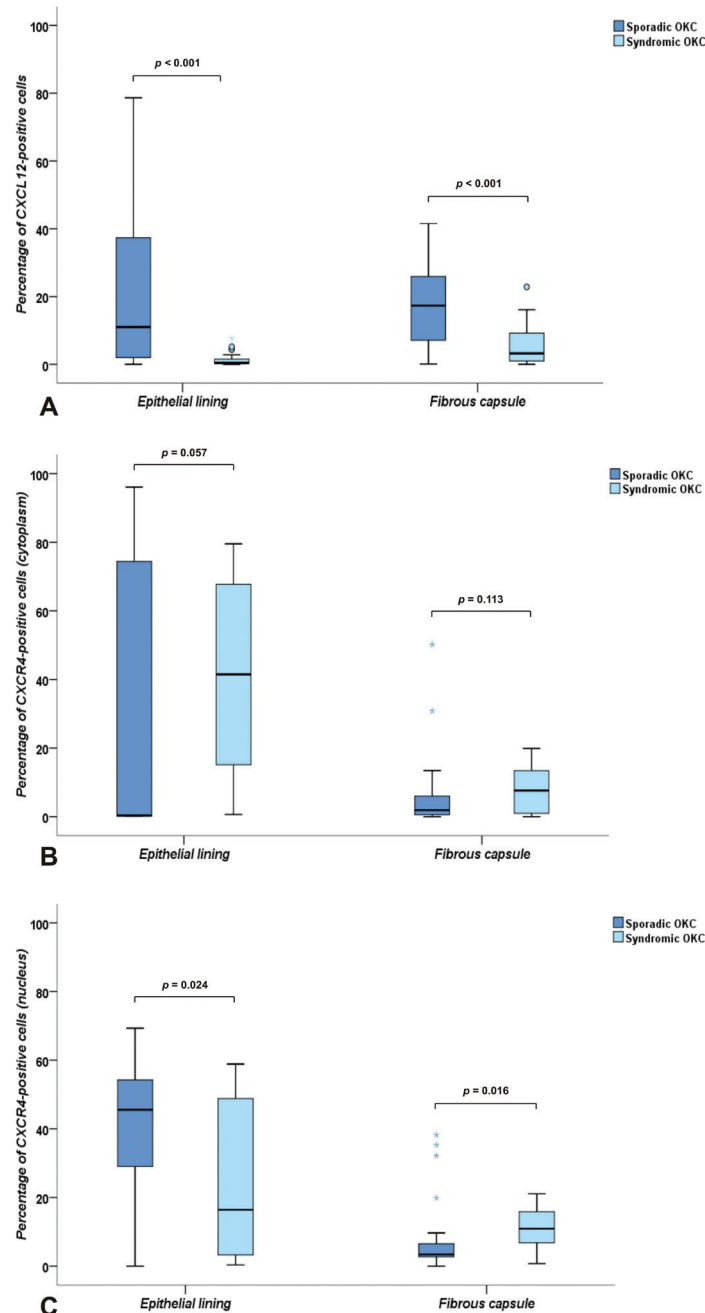 100
80
60
40
20
0
Percentage of CXCL12-positive cells
Sporadic OKC
Syndromic OKC
p < 0.001
p < 0.001
Epithelial lining
Fibrous capsule
A
100
80
60
40
20
0
Percentage of CXCR4-positive cells (cytoplasm)
Sporadic OKC
Syndromic OKC
p = 0.057
p = 0.113
Epithelial lining
Fibrous capsule
B
100
80
60
40
20
0
Percentage of CXCR4-positive cells (nucleus)
Sporadic OKC
Syndromic OKC
p = 0.024
p = 0.016
Epithelial lining
Fibrous capsule
C